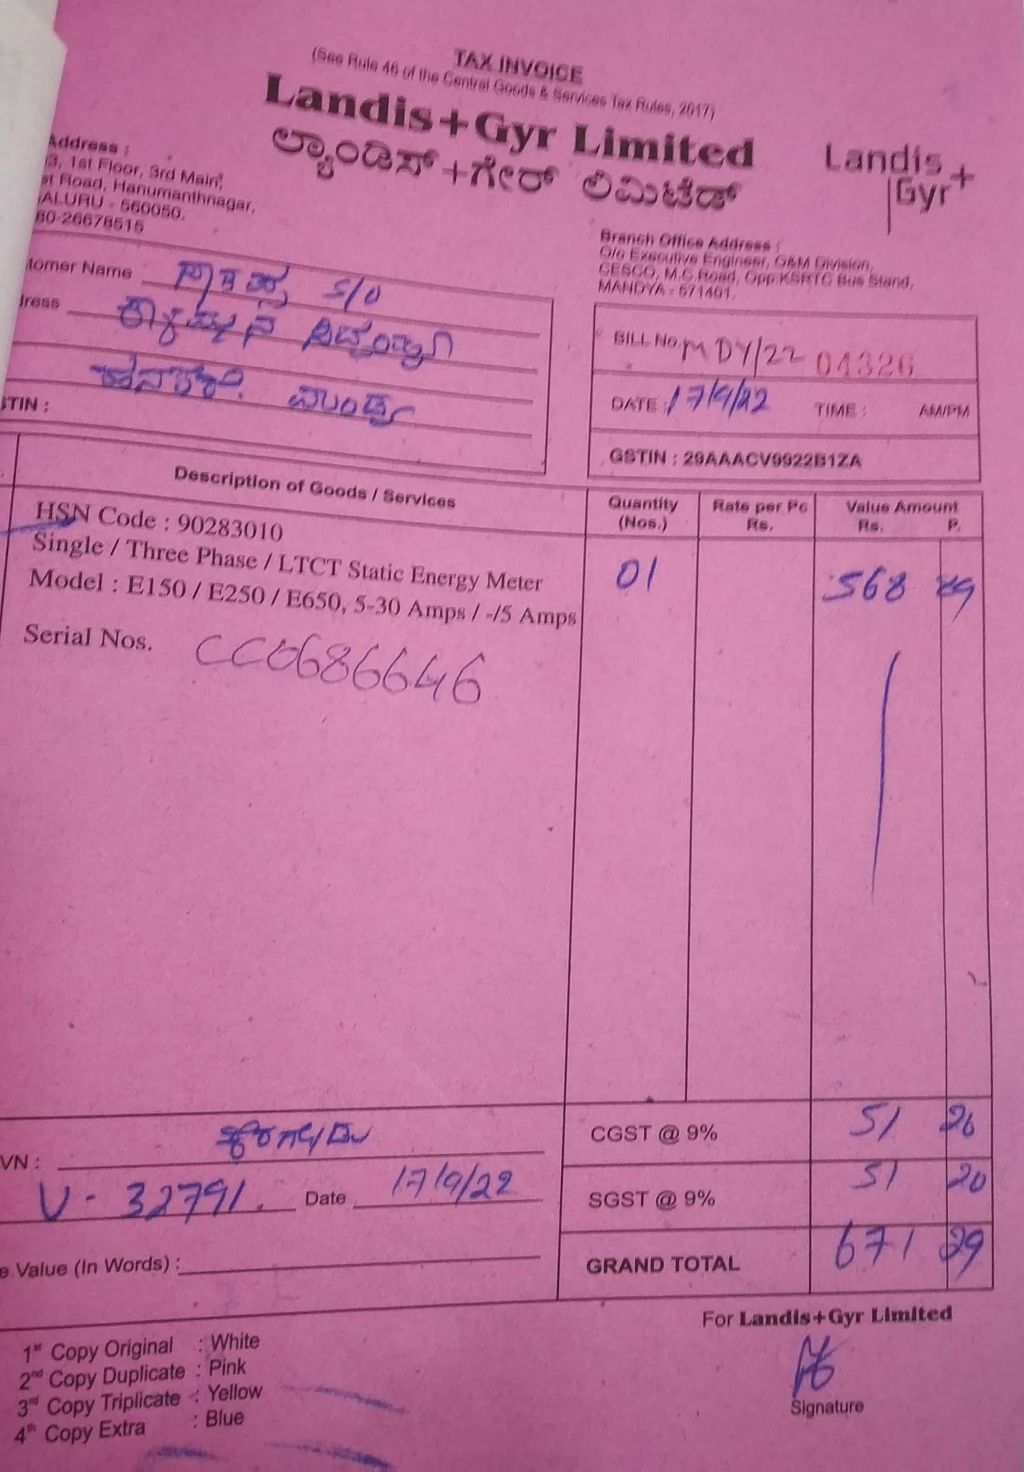 TAX INVOICE
(See Rule 46 of the Central Goods & Services Tax Rules, 2017)
Landis+Gyr Limited
ಲ್ಯಾಂಡಿಸ್+ಗೇರ್ ಲಿಮಿಟೆಡ್
Landis+
Gyr
Address :
3, 1st Floor, 3rd Main,
Road, Hanumanthnagar,
ALURU - 560050.
80-26678515
Branch Office Address :
O/o Executive Engineer, O&M Division,
CESCO, M.C.Road, Opp:KSRTC Bus Stand,
MANDYA - 571401.
tomer Name S/O
ress
STIN :
BILL No. MDY/22 04326
DATE : 17/9/22 TIME : AM/PM
GSTIN : 29AAACV9922B1ZA
Description of Goods / Services Quantity (Nos.) Rate per Pc Rs. Value Amount Rs. P.
HSN Code : 90283010
Single / Three Phase / LTCT Static Energy Meter
Model : E150 / E250 / E650, 5-30 Amps / -/5 Amps 01 568 89
Serial Nos. CC0686646
CGST @ 9% 51 20
VN :
V - 32791. Date 17/9/22
SGST @ 9% 51 20
e Value (In Words) :
GRAND TOTAL 671 29
For Landis+Gyr Limited
1st Copy Original : White
2nd Copy Duplicate : Pink
3rd Copy Triplicate : Yellow
4th Copy Extra : Blue
Signature